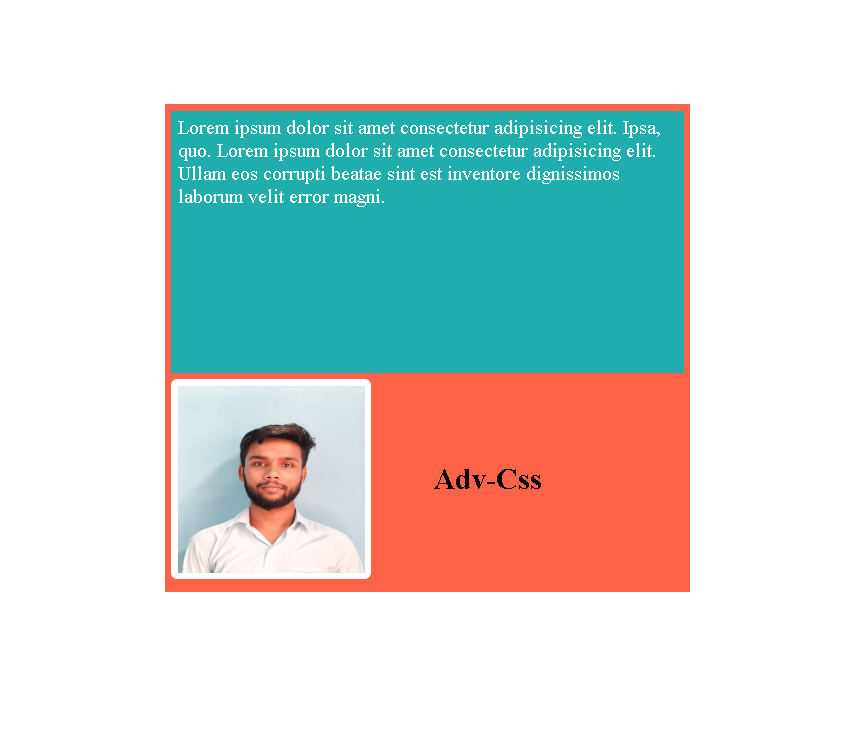 Lorem ipsum dolor sit amet consectetur adipisicing elit. Ipsa,
quo. Lorem ipsum dolor sit amet consectetur adipisicing elit.
Ullam eos corrupti beatae sint est inventore dignissimos
laborum velit error magni.
Adv-Css